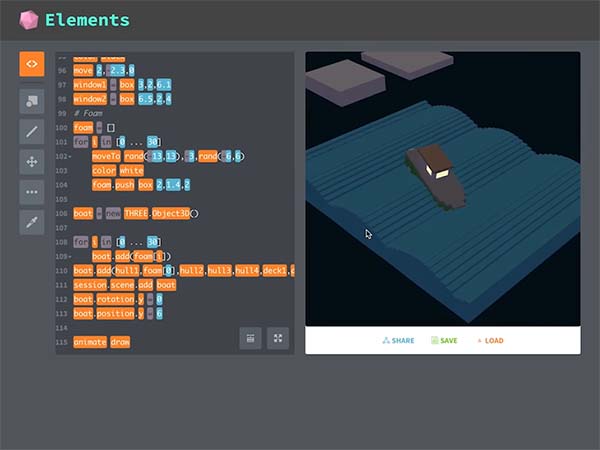 Elements
95 color black
96 move 2,-2.3,0
97 window1 = box 3,2,6.1
98 window2 = box 6.5,2,4
99 # Foam
100 foam = []
101 for i in [0 ... 30]
102 moveTo rand(-13,13),-3,rand(-6,6)
103 color white
104 foam.push box 2,1.4,2
105
106 boat = new THREE.Object3D()
107
108 for i in [0 ... 30]
109 boat.add(foam[i])
110 boat.add(hull1,foam[0],hull2,hull3,hull4,deck1,
111 session.scene.add boat
112 boat.rotation.y = 0
113 boat.position.y = 6
114
115 animate draw
SHARE SAVE LOAD